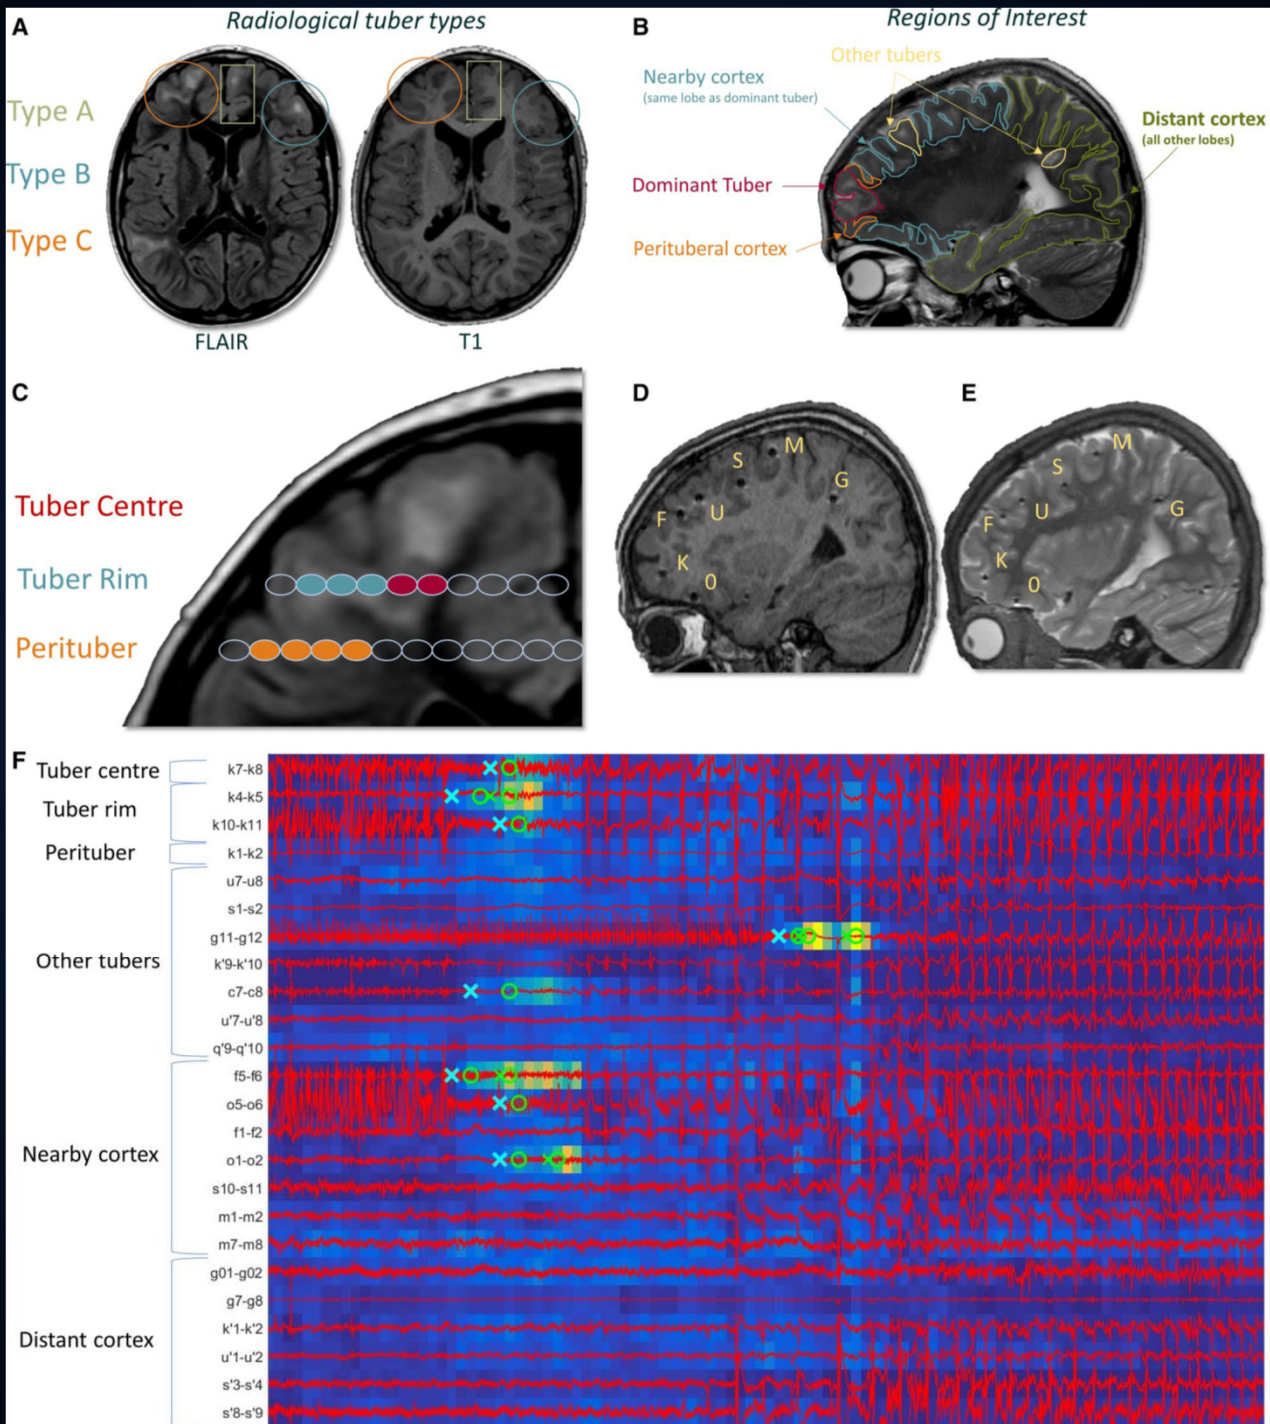 A
Radiological tuber types
Type A
Type B
Type C
FLAIR
T1
B
Regions of Interest
Other tubers
Nearby cortex
(same lobe as dominant tuber)
Distant cortex
(all other lobes)
Dominant Tuber
Perituberal cortex
C
Tuber Centre
Tuber Rim
Perituber
D
M
S
G
F
U
K
0
E
M
S
G
F
U
K
0
F
Tuber centre
k7-k8
Tuber rim
k4-k5
k10-k11
Perituber
k1-k2
Other tubers
u7-u8
s1-s2
g11-g12
k'9-k'10
c7-c8
u'7-u'8
q'9-q'10
Nearby cortex
f5-f6
o5-o6
f1-f2
o1-o2
s10-s11
m1-m2
m7-m8
Distant cortex
g01-g02
g7-g8
k'1-k'2
u'1-u'2
s'3-s'4
s'8-s'9